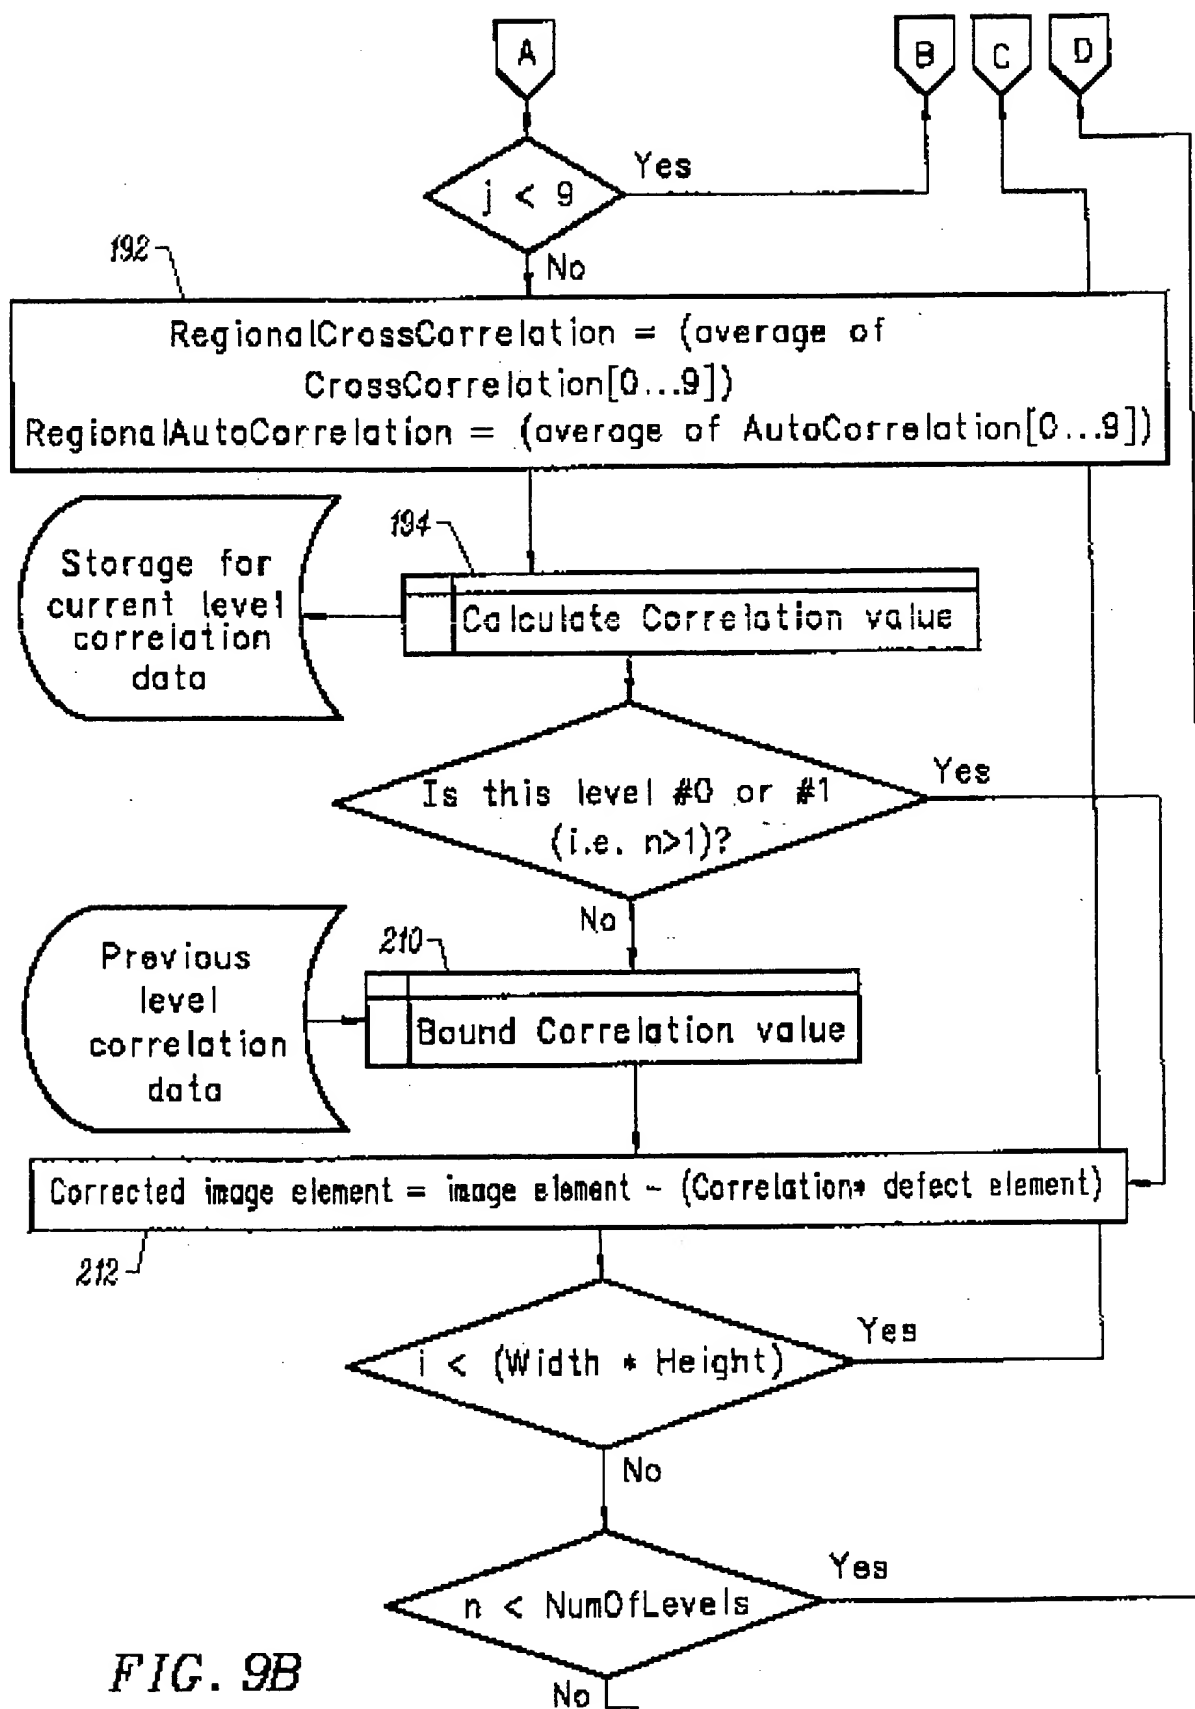 A
B
C
D
j < 9
Yes
No
192
RegionalCrossCorrelation = (average of
CrossCorrelation[0...9])
RegionalAutoCorrelation = (average of AutoCorrelation[0...9])
Storage for
current level
correlation
data
194
Calculate Correlation value
Is this level #0 or #1
(i.e. n>1)?
Yes
No
Previous
level
correlation
data
210
Bound Correlation value
Corrected image element = image element - (Correlation* defect element)
212
i < (Width * Height)
Yes
No
n < NumOfLevels
Yes
No
FIG. 9B